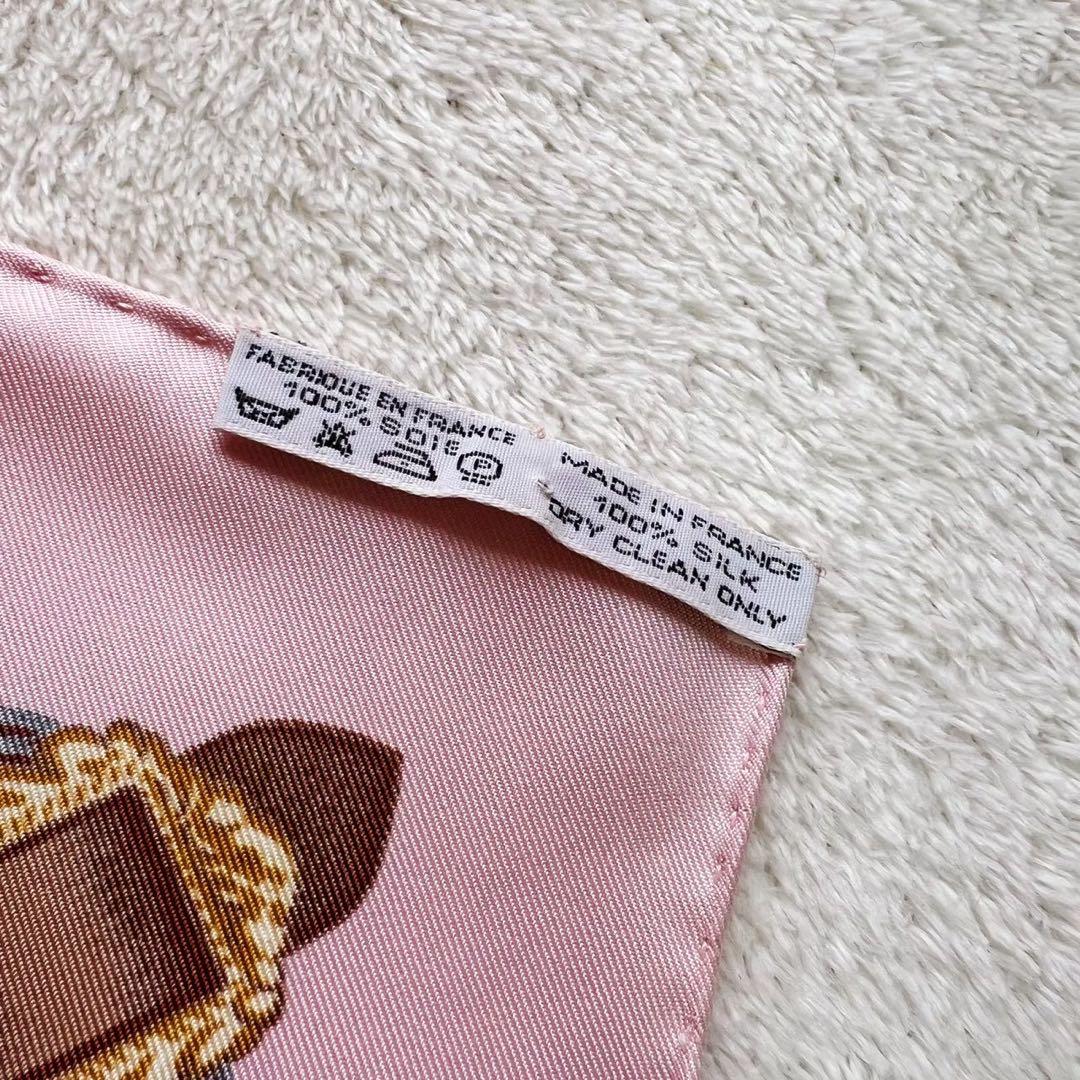 FABRIQUE EN FRANCE
100% SOIE
P
MADE IN FRANCE
100% SILK
DRY CLEAN ONLY